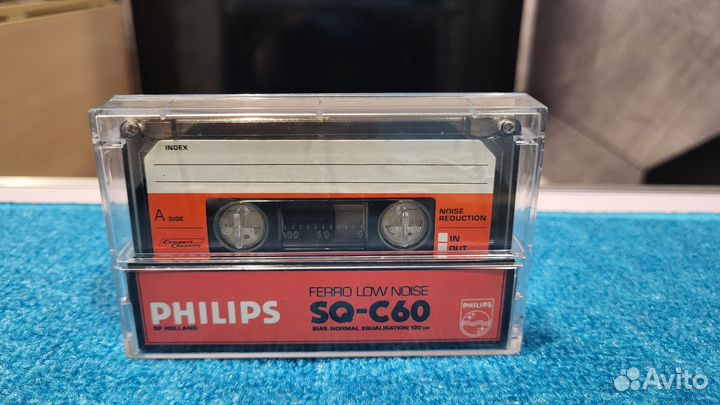 INDEX
A SIDE
NOISE REDUCTION
Compact Cassette
100 50 0
IN
OUT
FERRO LOW NOISE
PHILIPS SQ-C60 PHILIPS
OF HOLLAND BIAS NORMAL EQUALISATION 120 µs
Avito